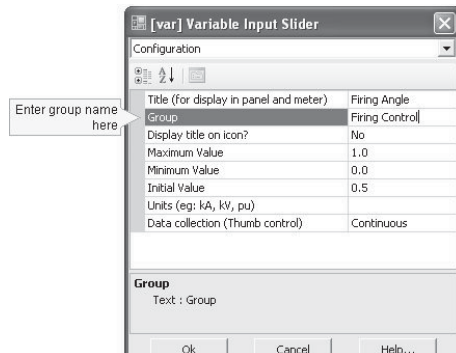 [var] Variable Input Slider
Configuration
Title (for display in panel and meter) Firing Angle
Enter group name
here
Group Firing Control
Display title on icon? No
Maximum Value 1.0
Minimum Value 0.0
Initial Value 0.5
Units (eg: kA, kV, pu)
Data collection (Thumb control) Continuous
Group
Text : Group
Ok Cancel Help...